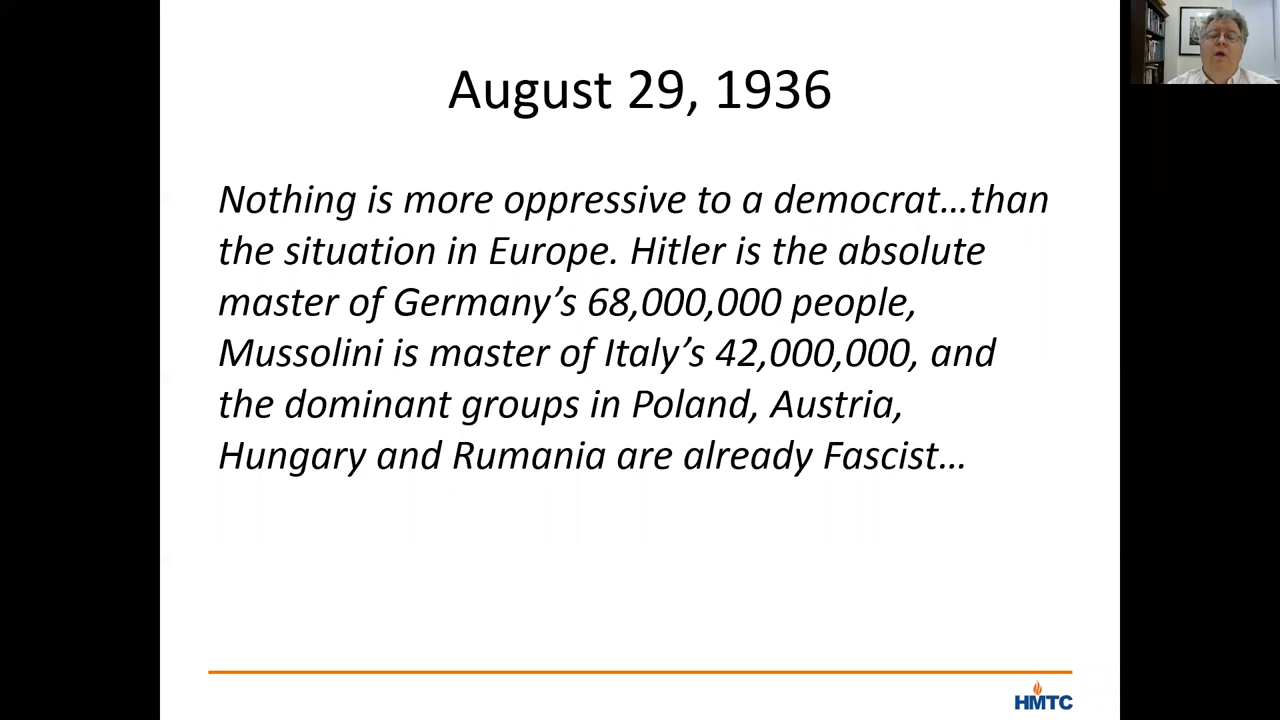 August 29, 1936
Nothing is more oppressive to a democrat…than
the situation in Europe. Hitler is the absolute
master of Germany’s 68,000,000 people,
Mussolini is master of Italy’s 42,000,000, and
the dominant groups in Poland, Austria,
Hungary and Rumania are already Fascist…
HMTC